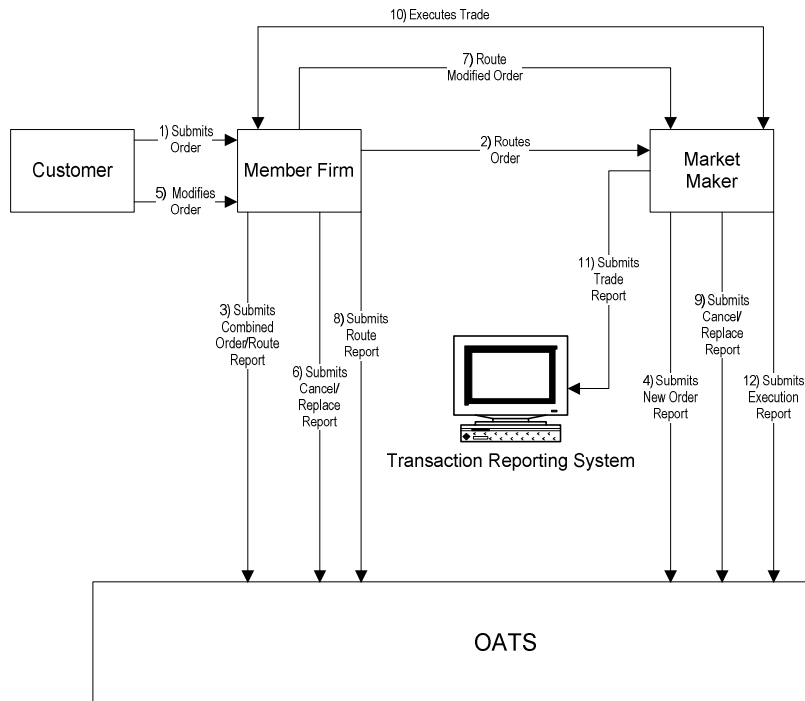 10) Executes Trade
7) Route
Modified Order
1) Submits
Order
2) Routes
Order
Customer
Member Firm
Market
Maker
5) Modifies
Order
11) Submits
Trade
Report
3) Submits
Combined
Order/Route
Report
8) Submits
Route
Report
6) Submits
Cancel/
Replace
Report
9) Submits
Cancel/
Replace
Report
4) Submits
New Order
Report
12) Submits
Execution
Report
Transaction Reporting System
OATS